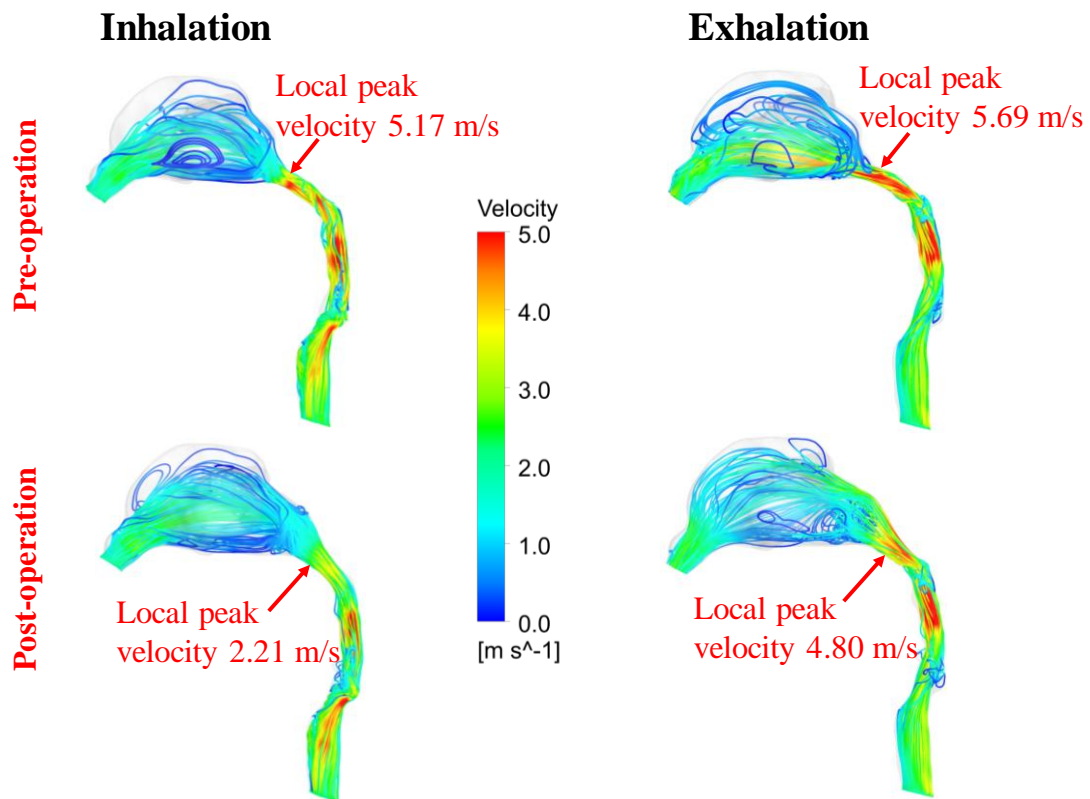 Inhalation
Exhalation
Pre-operation
Local peak
velocity 5.17 m/s
Local peak
velocity 5.69 m/s
Velocity
5.0
4.0
3.0
2.0
1.0
0.0
[m s^-1]
Post-operation
Local peak
velocity 2.21 m/s
Local peak
velocity 4.80 m/s